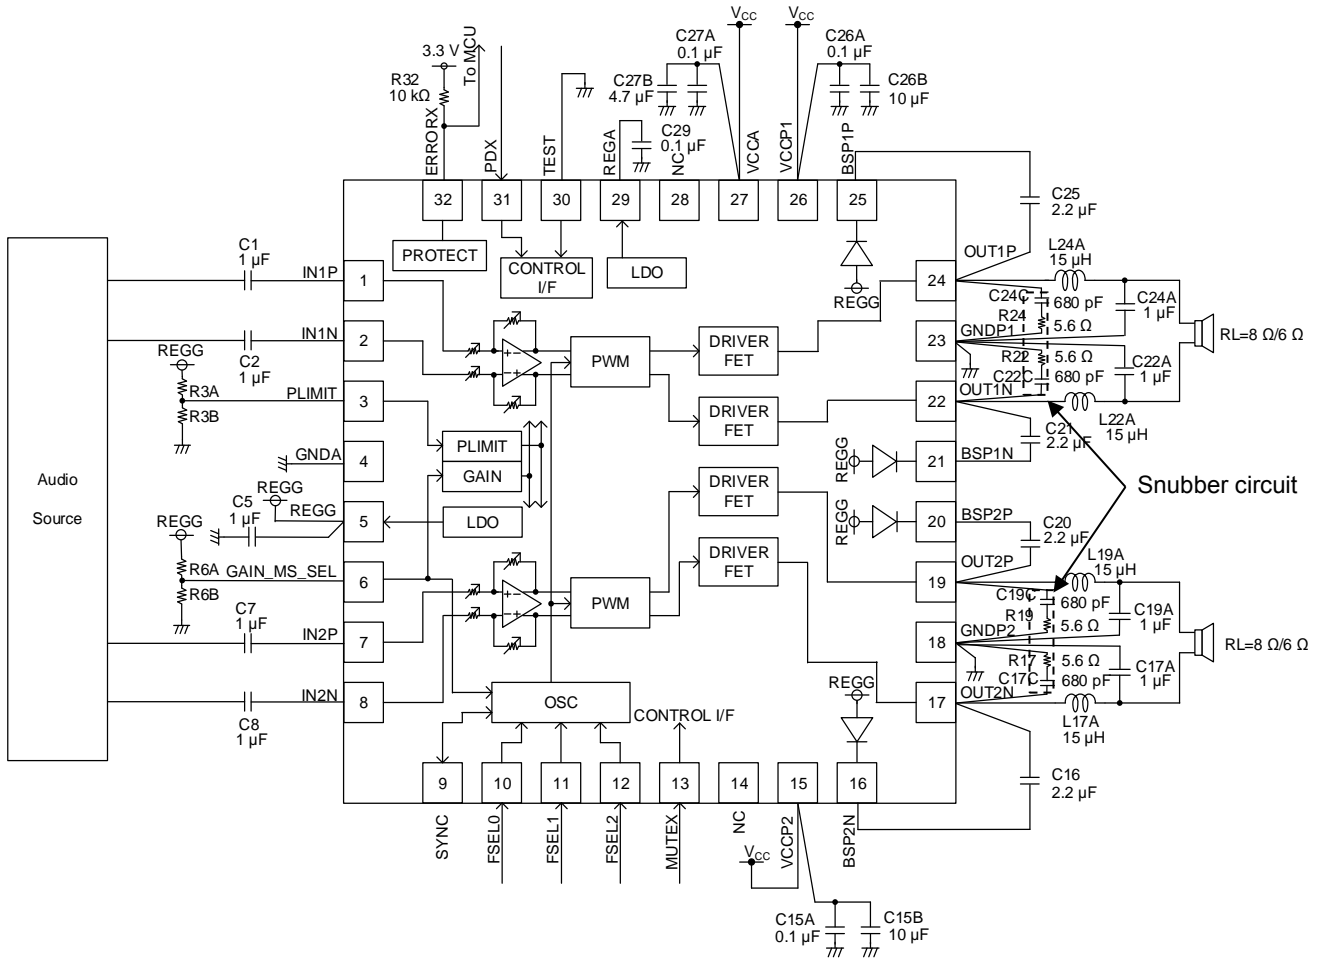 V_CC
V_CC
C27A
0.1 µF
C26A
0.1 µF
3.3 V
To MCU
R32
10 kΩ
C27B
4.7 µF
C26B
10 µF
ERRORX
PDX
TEST
REGA
C29
0.1 µF
NC
VCCA
VCCP1
BSP1P
32
31
30
29
28
27
26
25
C25
2.2 µF
PROTECT
CONTROL
I/F
LDO
REGG
OUT1P
L24A
15 µH
C1
1 µF
IN1P
1
24
C24C
680 pF
C24A
1 µF
R24
5.6 Ω
IN1N
2
C2
1 µF
PWM
DRIVER
FET
23
GNDP1
RL=8 Ω/6 Ω
REGG
R22
5.6 Ω
C22C
680 pF
C22A
1 µF
R3A
R3B
PLIMIT
3
DRIVER
FET
22
OUT1N
L22A
15 µH
C21
2.2 µF
GNDA
4
PLIMIT
GAIN
REGG
21
BSP1N
Audio
Source
Snubber circuit
REGG
REGG
C5
1 µF
5
LDO
DRIVER
FET
REGG
20
BSP2P
C20
2.2 µF
REGG
R6A
GAIN_MS_SEL
R6B
6
DRIVER
FET
OUT2P
19
L19A
15 µH
C19C
680 pF
C19A
1 µF
R19
5.6 Ω
C7
1 µF
IN2P
7
PWM
18
GNDP2
RL=8 Ω/6 Ω
R17
5.6 Ω
C17C
680 pF
C17A
1 µF
IN2N
8
C8
1 µF
OSC
CONTROL I/F
REGG
17
OUT2N
L17A
15 µH
9
10
11
12
13
14
15
16
C16
2.2 µF
SYNC
FSEL0
FSEL1
FSEL2
MUTEX
NC
VCCP2
BSP2N
V_CC
C15A
0.1 µF
C15B
10 µF